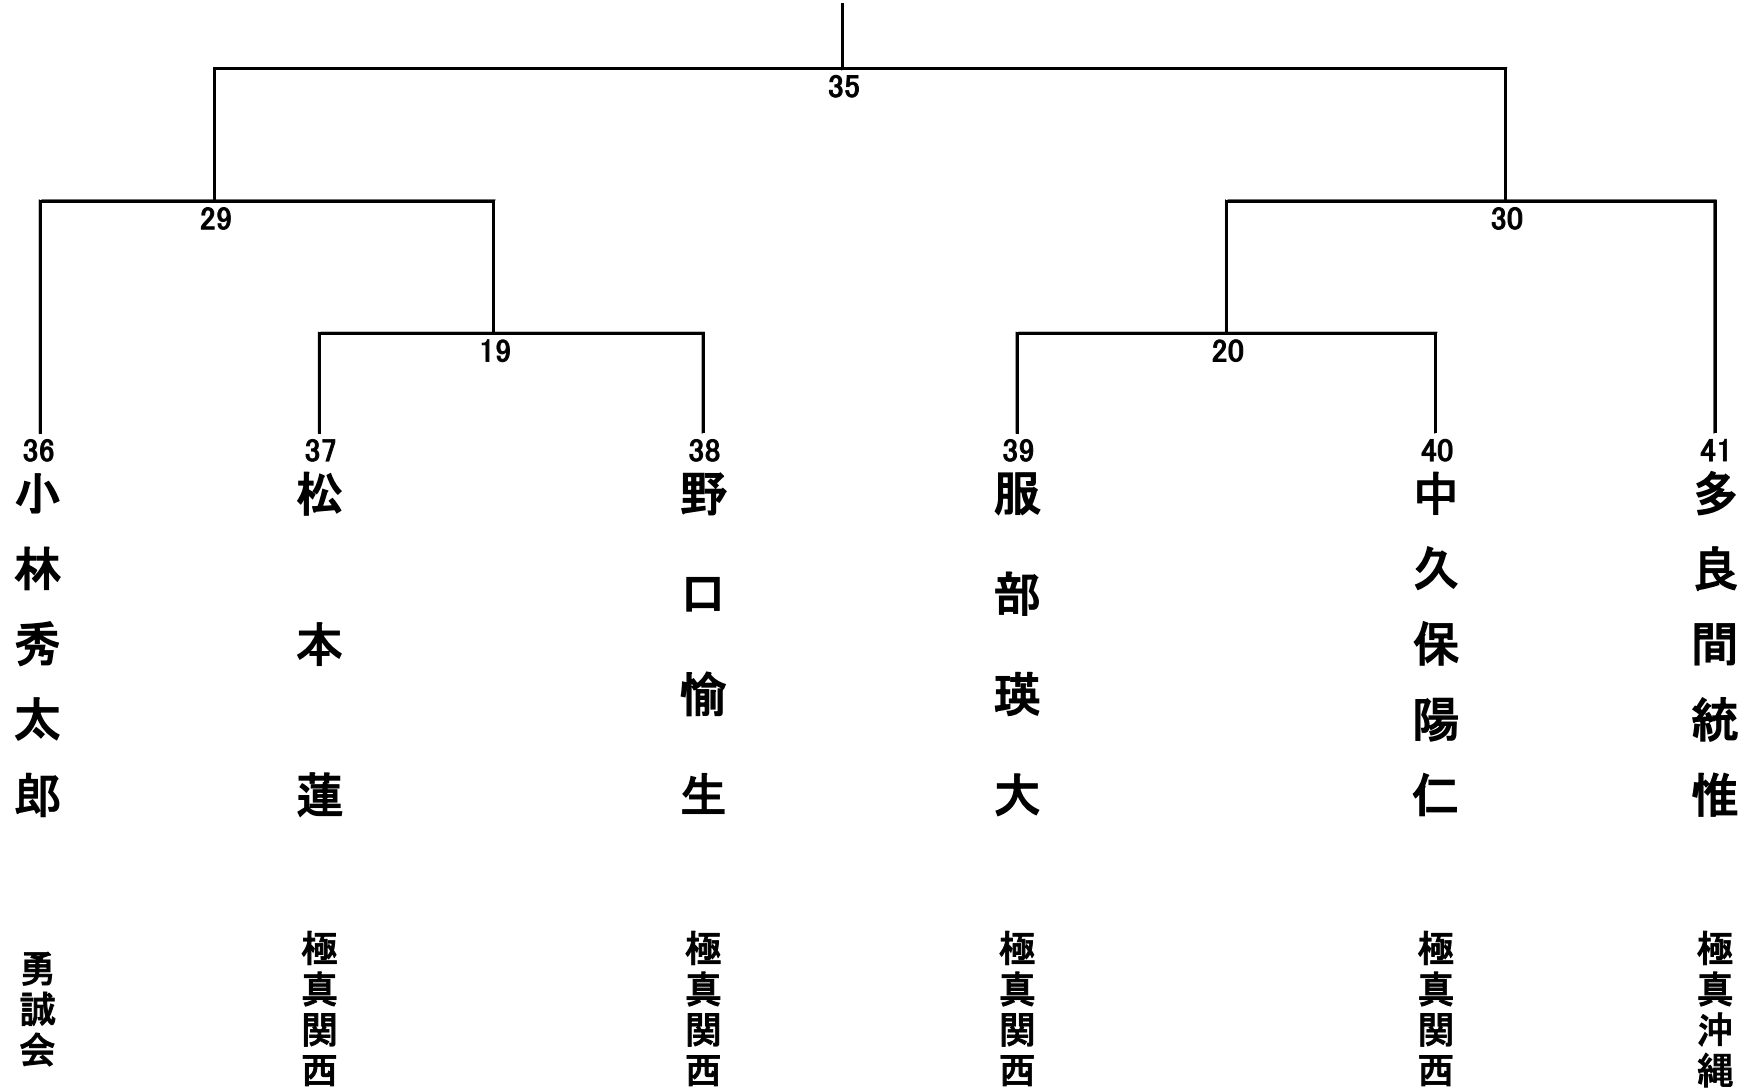 35
29
30
19
20
36
小林秀太郎
勇誠会
37
松本蓮
極真関西
38
野口愉生
極真関西
39
服部瑛大
極真関西
40
中久保陽仁
極真関西
41
多良間統惟
極真沖縄